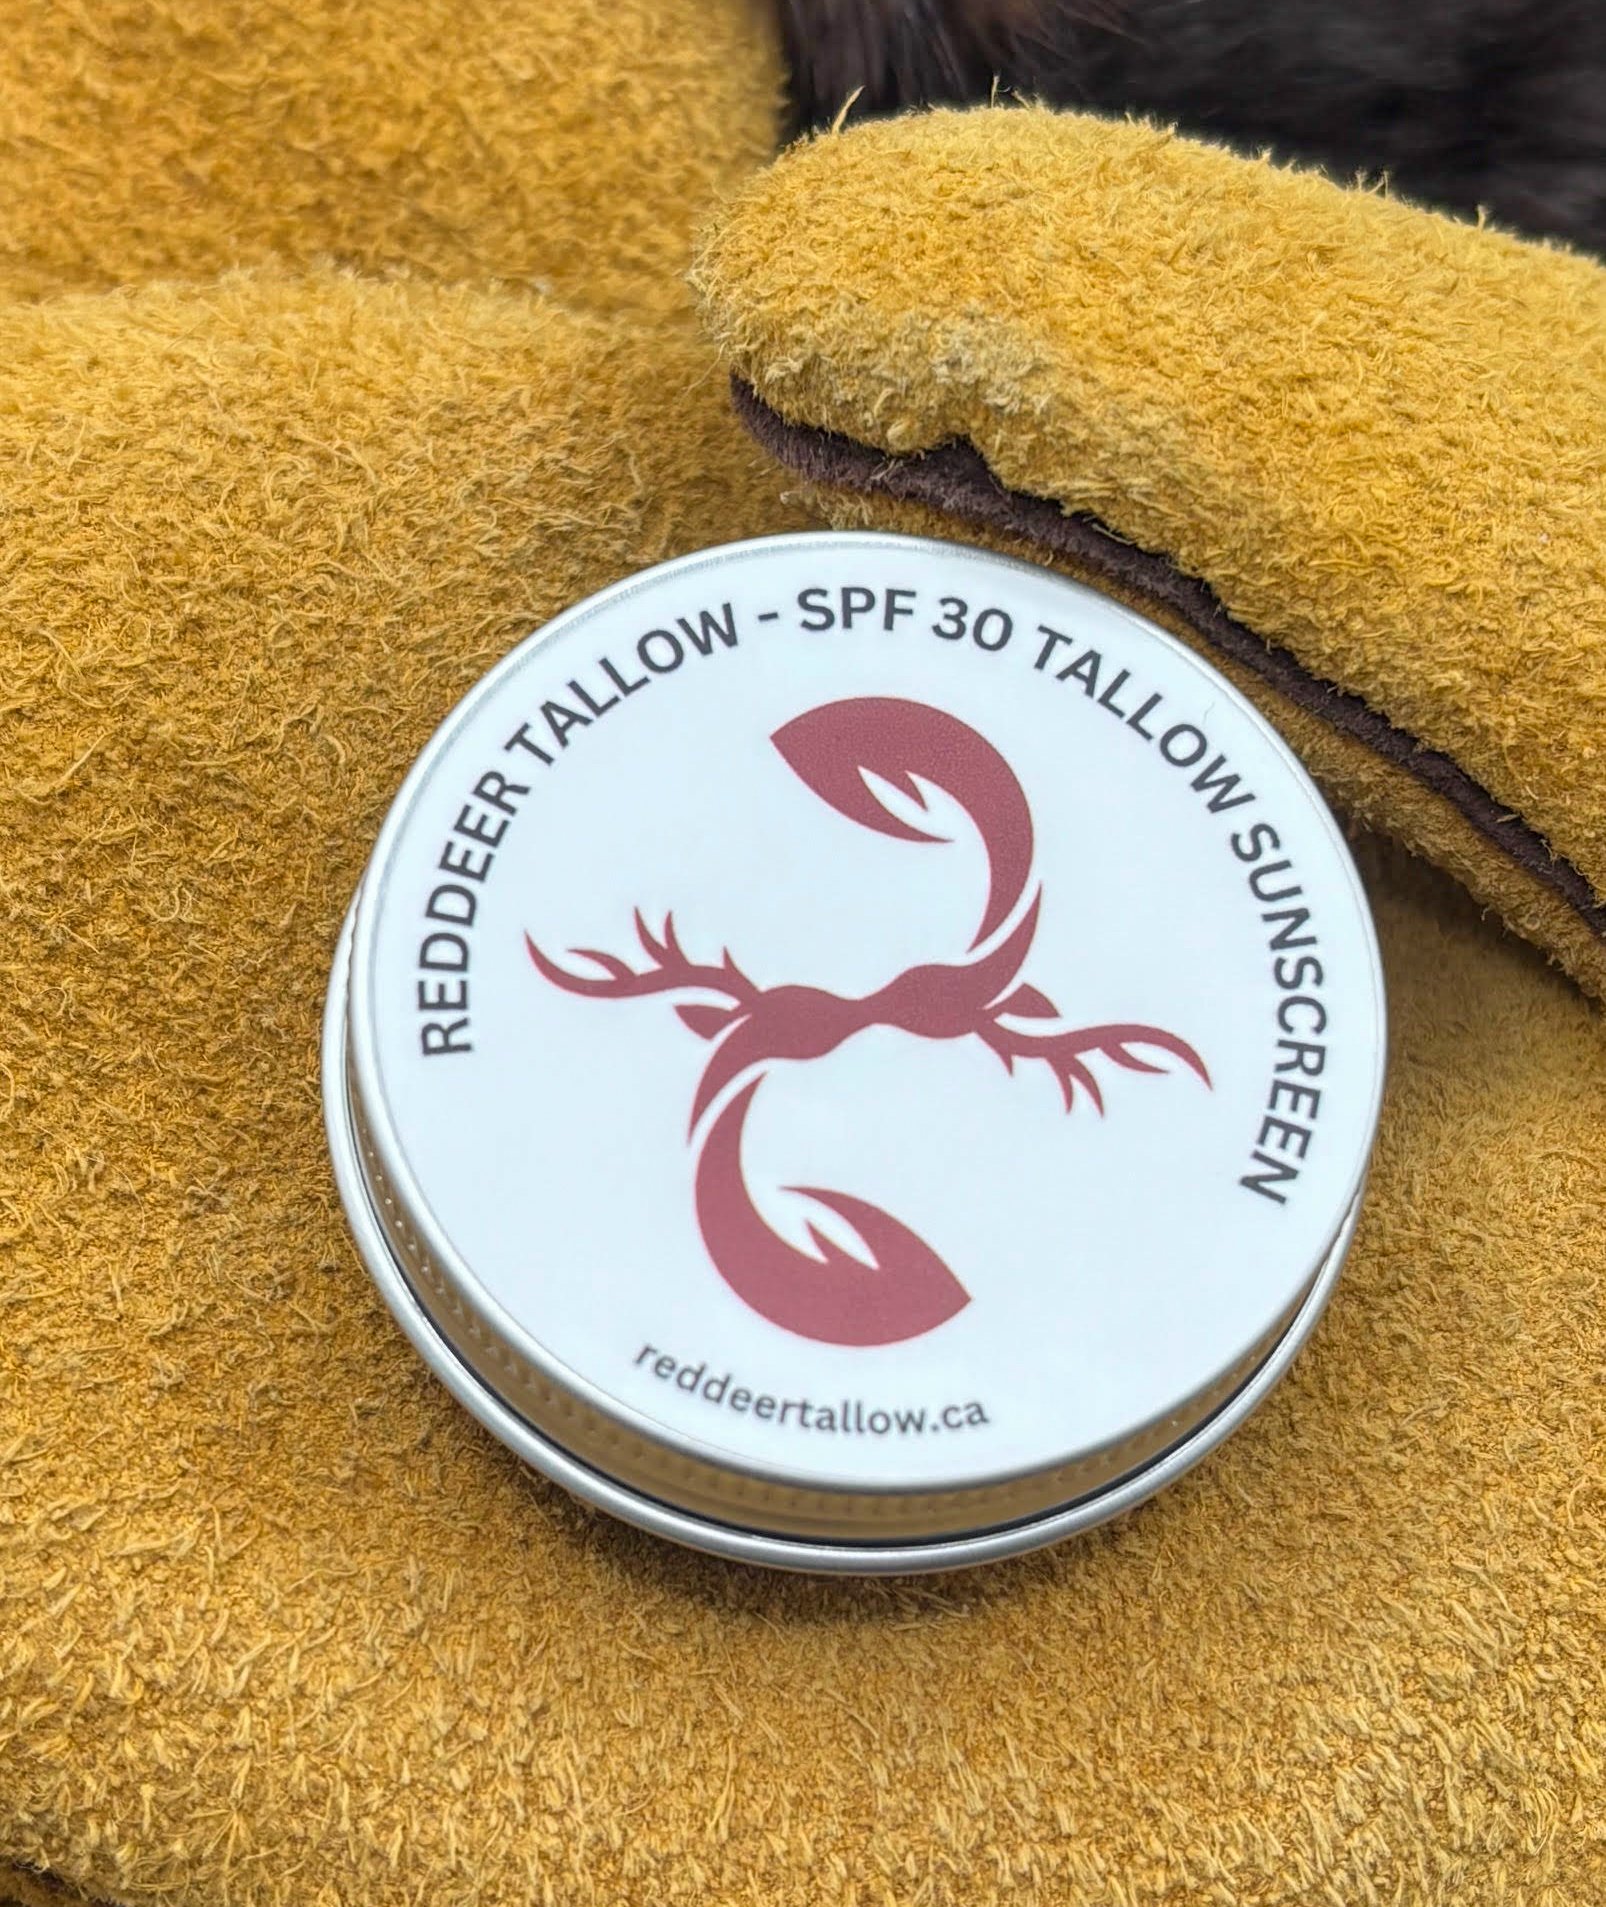 REDDEER TALLOW - SPF 30 TALLOW SUNSCREEN
reddeertallow.ca